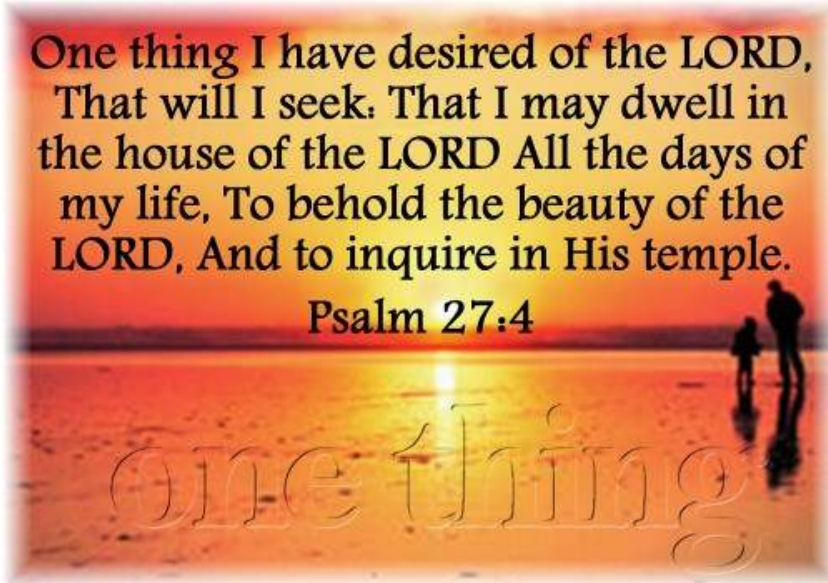 One thing I have desired of the LORD,
That will I seek: That I may dwell in
the house of the LORD All the days of
my life, To behold the beauty of the
LORD, And to inquire in His temple.
Psalm 27:4
one thing